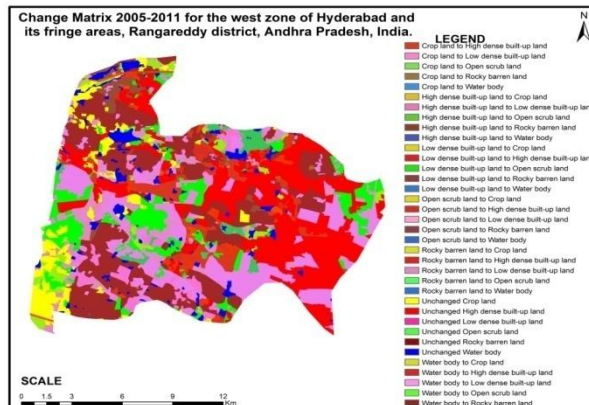 Change Matrix 2005-2011 for the west zone of Hyderabad and
its fringe areas, Rangareddy district, Andhra Pradesh, India.
N
LEGEND
Crop land to High dense built-up land
Crop land to Low dense built-up land
Crop land to Open scrub land
Crop land to Rocky barren land
Crop land to Water body
High dense built-up land to Crop land
High dense built-up land to Low dense built-up lan
High dense built-up land to Open scrub land
High dense built-up land to Rocky barren land
High dense built-up land to Water body
Low dense built-up land to Crop land
Low dense built-up land to High dense built-up lan
Low dense built-up land to Open scrub land
Low dense built-up land to Rocky barren land
Low dense built-up land to Water body
Open scrub land to Crop land
Open scrub land to High dense built-up land
Open scrub land to Low dense built-up land
Open scrub land to Rocky barren land
Open scrub land to Water body
Rocky barren land to Crop land
Rocky barren land to High dense built-up land
Rocky barren land to Low dense built-up land
Rocky barren land to Open scrub land
Rocky barren land to Water body
Unchanged Crop land
Unchanged High dense built-up land
Unchanged Low dense built-up land
Unchanged Open scrub land
Unchanged Rocky barren land
Unchanged Water body
Water body to Crop land
Water body to High dense built-up land
Water body to Low dense built-up land
Water body to Open scrub land
Water body to Rocky barren land
SCALE
0 1.5 3 6 9 12
Km